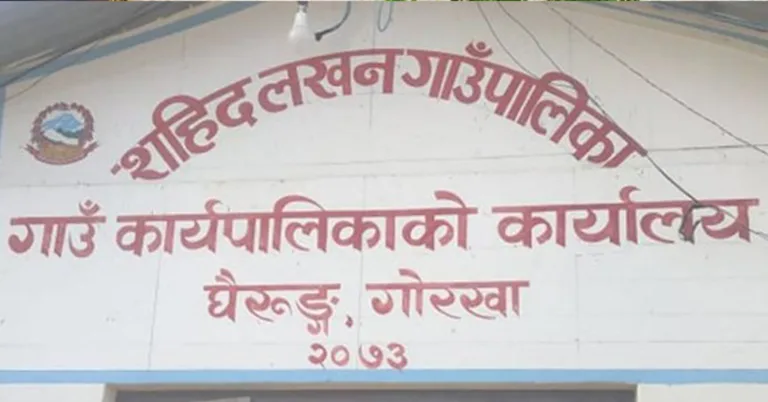 शहिद लखन गाउँपालिका
गाउँ कार्यपालिकाको कार्यालय
घैरूङ्ग, गोरखा
२०७३